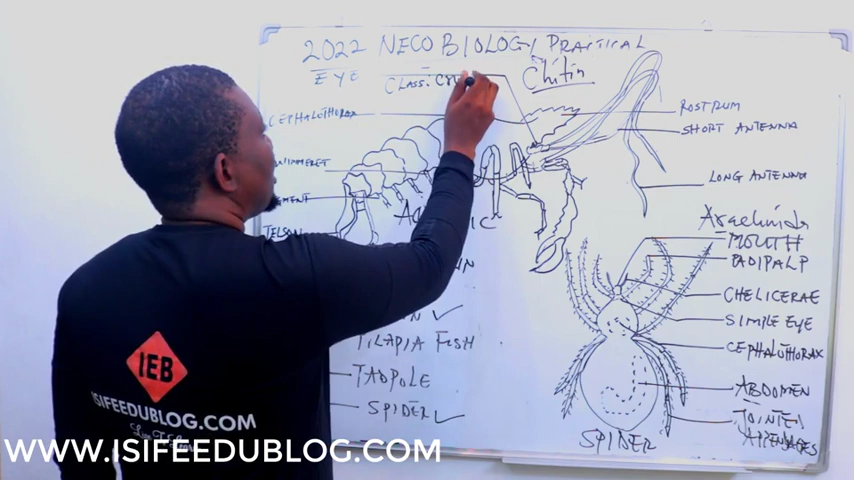 2022 NECO BIOLOGY PRACTICAL
EYE
CLASS:
Chitin
CEPHALOTHORAX
ROSTRUM
SHORT ANTENNA
LONG ANTENNA
TELSON
Arachnida
MOUTH
PADIPALP
CHELICERAE
SIMPLE EYE
CEPHALOTHORAX
ABDOMEN
JOINTED
APPENDAGES
SPIDER
TILAPIA FISH
TADPOLE
SPIDER
IEB
ISIFEEDUBLOG.COM
WWW.ISIFEEDUBLOG.COM